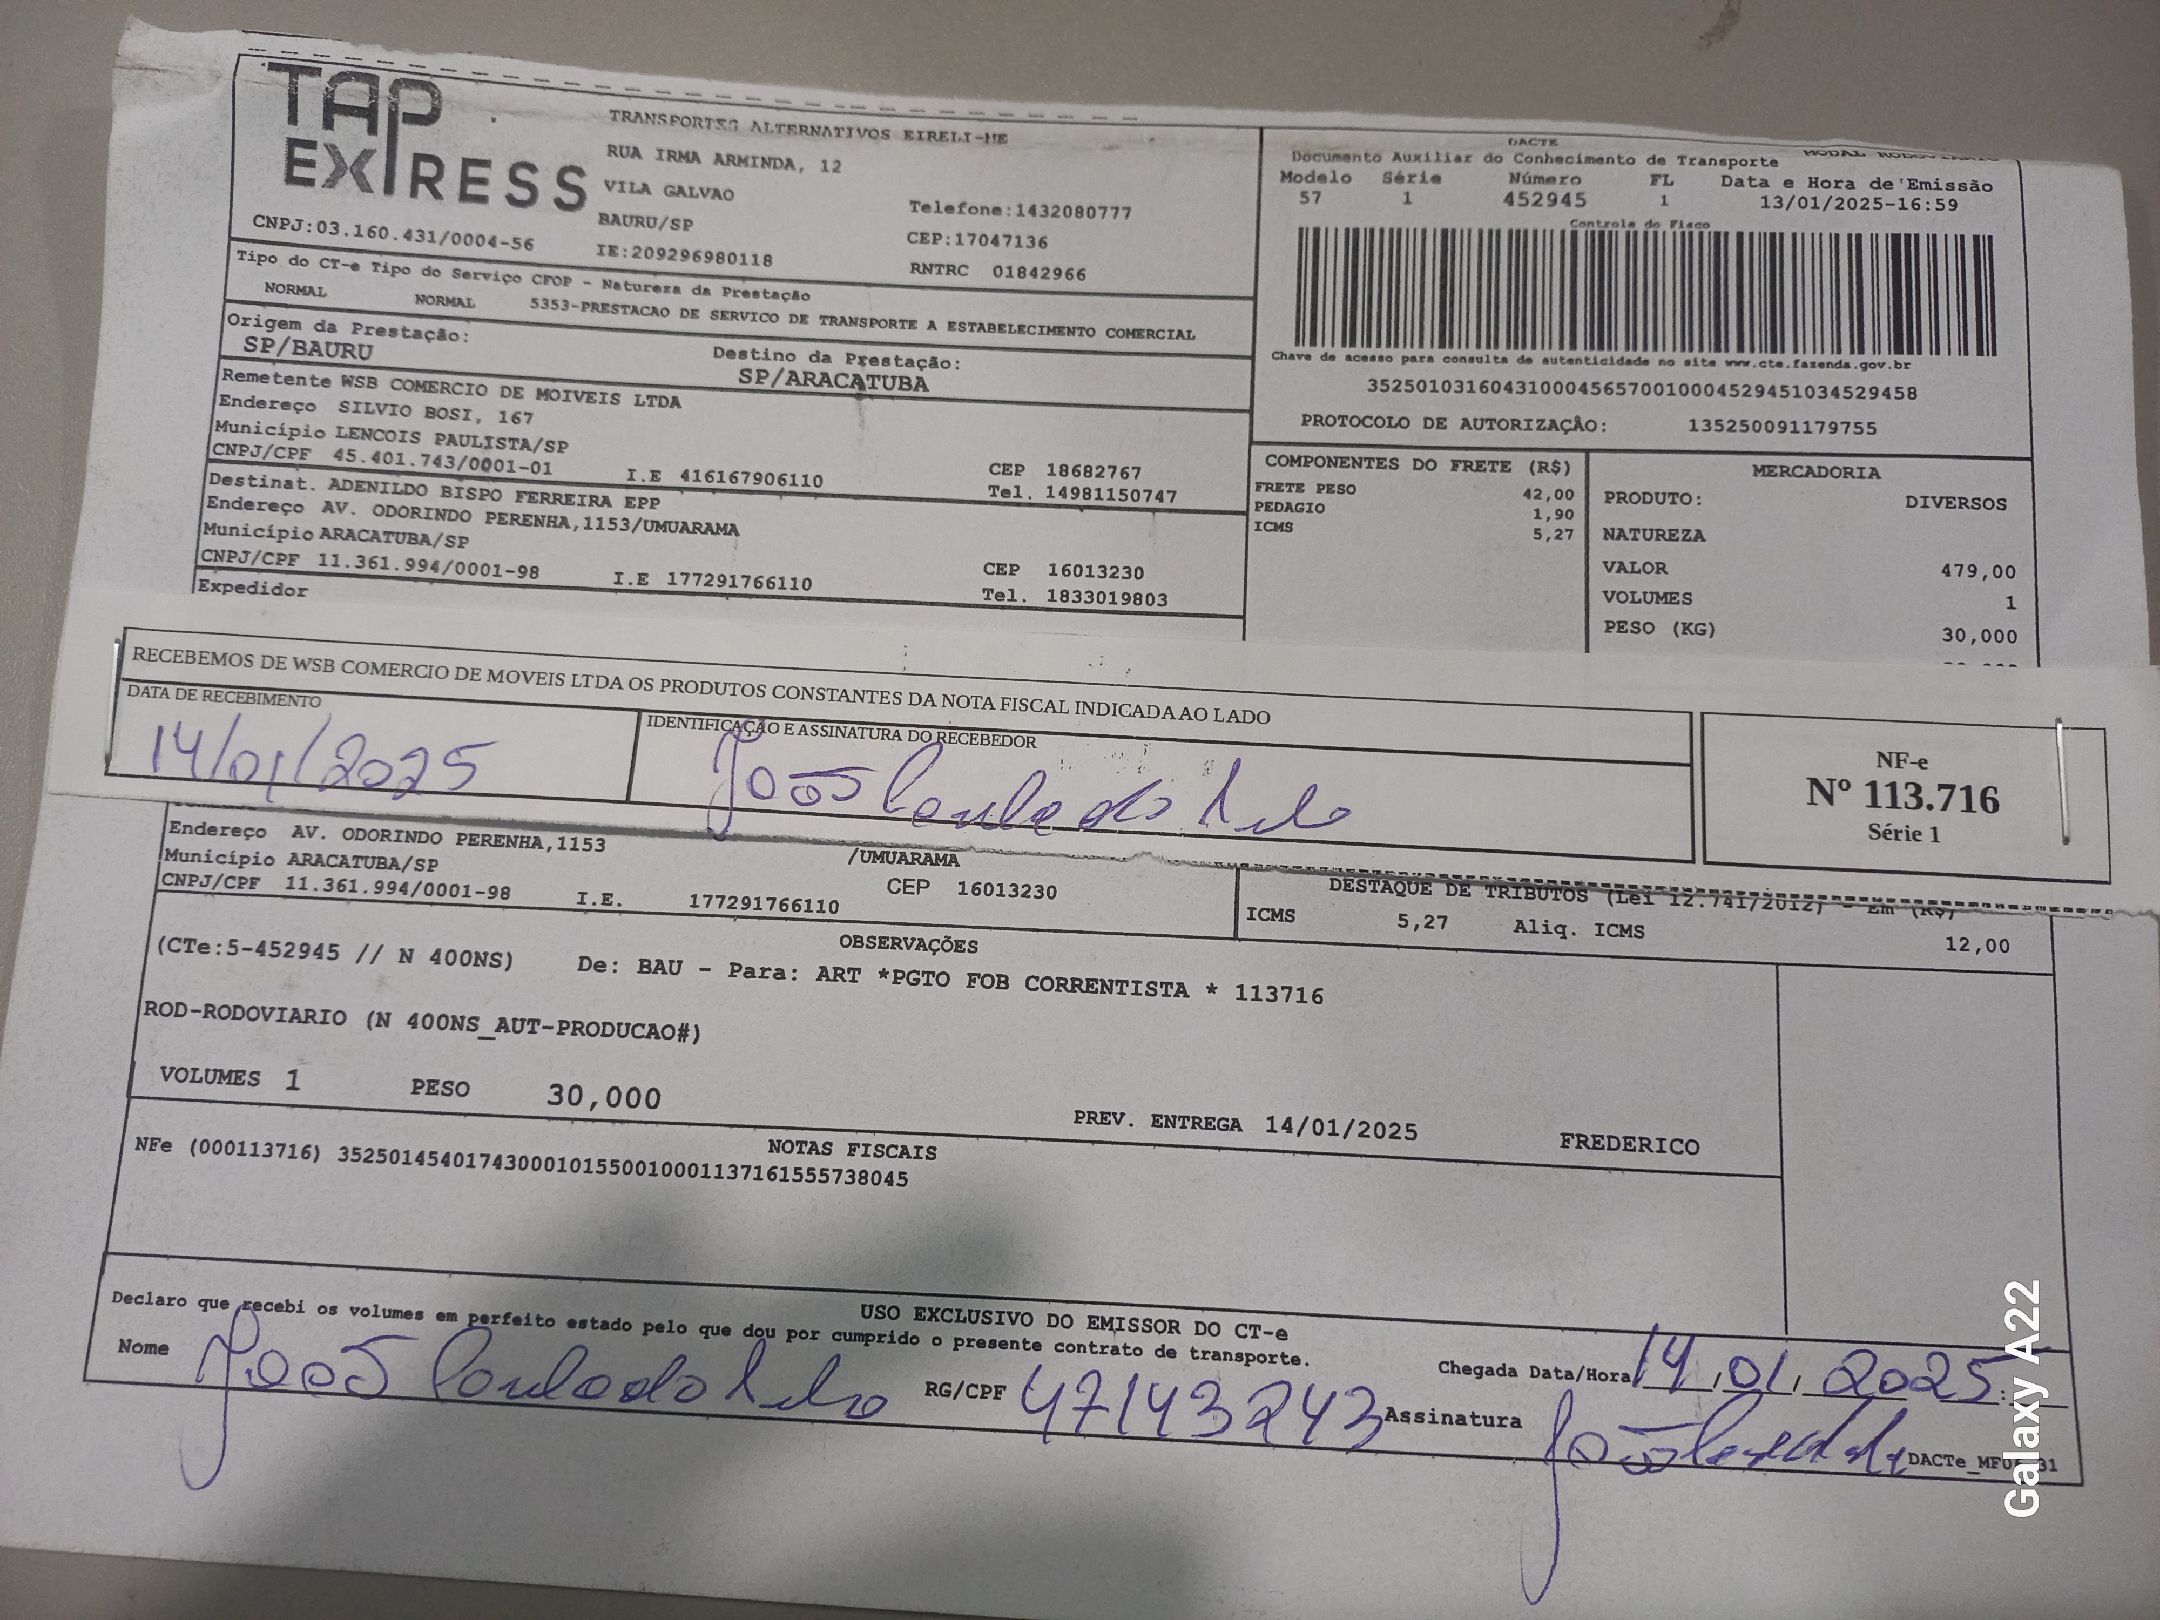 TAP
EXPRESS
CNPJ:03.160.431/0004-56
TRANSPORTES ALTERNATIVOS EIRELI-ME
RUA IRMA ARMINDA, 12
VILA GALVAO
BAURU/SP
IE:209296980118
Telefone:1432080777
CEP:17047136
RNTRC 01842966
DACTE
Documento Auxiliar do Conhecimento de Transporte
MODAL RODOVIARIO
Modelo Série Número FL Data e Hora de Emissão
57 1 452945 1 13/01/2025-16:59
Controle do Fisco
Chave de acesso para consulta de autenticidade no site www.cte.fazenda.gov.br
35250103160431000456570010004529451034529458
PROTOCOLO DE AUTORIZAÇÃO: 135250091179755
Tipo do CT-e Tipo do Serviço CFOP - Natureza da Prestação
NORMAL NORMAL 5353-PRESTACAO DE SERVICO DE TRANSPORTE A ESTABELECIMENTO COMERCIAL
Origem da Prestação: Destino da Prestação:
SP/BAURU SP/ARACATUBA
Remetente WSB COMERCIO DE MOIVEIS LTDA
Endereço SILVIO BOSI, 167
Município LENCOIS PAULISTA/SP CEP 18682767
CNPJ/CPF 45.401.743/0001-01 I.E 416167906110 Tel. 14981150747
Destinat. ADENILDO BISPO FERREIRA EPP
Endereço AV. ODORINDO PERENHA,1153/UMUARAMA
Município ARACATUBA/SP CEP 16013230
CNPJ/CPF 11.361.994/0001-98 I.E 177291766110 Tel. 1833019803
Expedidor
COMPONENTES DO FRETE (R$)
FRETE PESO 42,00
PEDAGIO 1,90
ICMS 5,27
MERCADORIA
PRODUTO: DIVERSOS
NATUREZA
VALOR 479,00
VOLUMES 1
PESO (KG) 30,000
RECEBEMOS DE WSB COMERCIO DE MOVEIS LTDA OS PRODUTOS CONSTANTES DA NOTA FISCAL INDICADA AO LADO
DATA DE RECEBIMENTO IDENTIFICAÇÃO E ASSINATURA DO RECEBEDOR
14/01/2025 João
NF-e
Nº 113.716
Série 1
Endereço AV. ODORINDO PERENHA,1153 /UMUARAMA
Município ARACATUBA/SP CEP 16013230
CNPJ/CPF 11.361.994/0001-98 I.E. 177291766110
DESTAQUE DE TRIBUTOS (Lei 12.741/2012) - Em (R$)
ICMS 5,27 Aliq. ICMS 12,00
OBSERVAÇÕES
(CTe:5-452945 // N 400NS) De: BAU - Para: ART *PGTO FOB CORRENTISTA * 113716
ROD-RODOVIARIO (N 400NS_AUT-PRODUCAO#)
VOLUMES 1 PESO 30,000 PREV. ENTREGA 14/01/2025 FREDERICO
NOTAS FISCAIS
NFe (000113716) 35250145401743000101550010001137161555738045
USO EXCLUSIVO DO EMISSOR DO CT-e
Declaro que recebi os volumes em perfeito estado pelo que dou por cumprido o presente contrato de transporte.
Nome João RG/CPF 47143243 Chegada Data/Hora 14,01,2025 :
Assinatura João
Galaxy A22